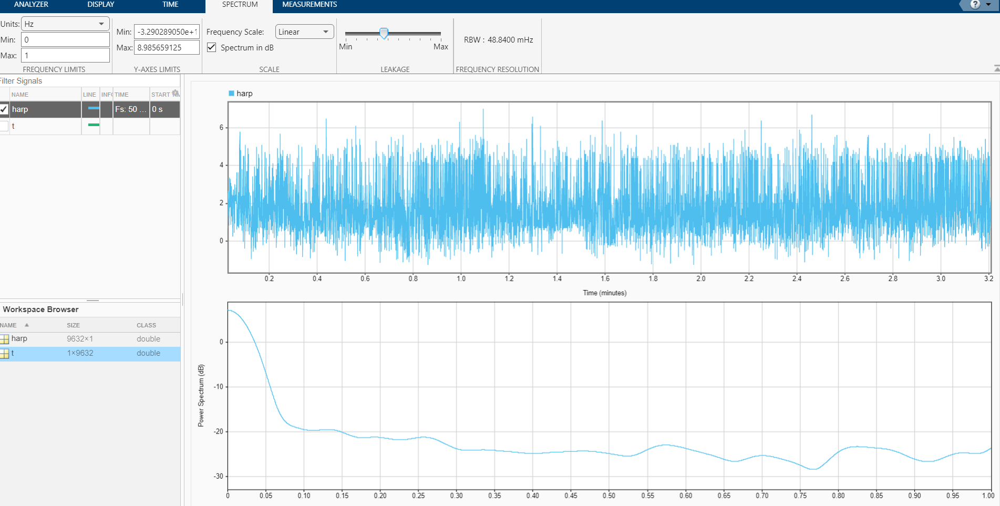 ANALYZER DISPLAY TIME SPECTRUM MEASUREMENTS ?
Units: Hz
Min: 0
Max: 1
FREQUENCY LIMITS
Min: -3.290289050e+1
Max: 8.985659125
Y-AXES LIMITS
Frequency Scale: Linear
Spectrum in dB
SCALE
Min Max
LEAKAGE
RBW : 48.8400 mHz
FREQUENCY RESOLUTION
Filter Signals
NAME LINE INFO TIME START
harp Fs: 50 ... 0 s
t
Workspace Browser
NAME SIZE CLASS
harp 9632×1 double
t 1×9632 double
harp
6
4
2
0
0.2 0.4 0.6 0.8 1.0 1.2 1.4 1.6 1.8 2.0 2.2 2.4 2.6 2.8 3.0 3.2
Time (minutes)
Power Spectrum (dB)
0
-10
-20
-30
0 0.05 0.10 0.15 0.20 0.25 0.30 0.35 0.40 0.45 0.50 0.55 0.60 0.65 0.70 0.75 0.80 0.85 0.90 0.95 1.00